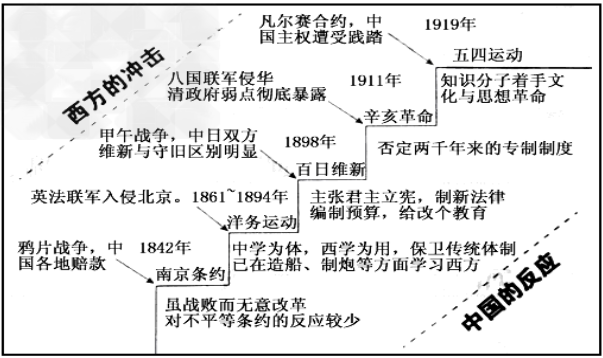 凡尔赛合约，中
国主权遭受践踏
1919年
五四运动
知识分子着手文
化与思想革命
西方的冲击
八国联军侵华
清政府弱点彻底暴露
1911年
辛亥革命
否定两千年来的专制制度
甲午战争，中日双方
维新与守旧区别明显
1898年
百日维新
主张君主立宪，制新法律
编制预算，给改个教育
英法联军入侵北京。1861~1894年
洋务运动
中学为体，西学为用，保卫传统体制
已在造船、制炮等方面学习西方
鸦片战争，中
国各地赔款
1842年
南京条约
虽战败而无意改革
对不平等条约的反应较少
中国的反应